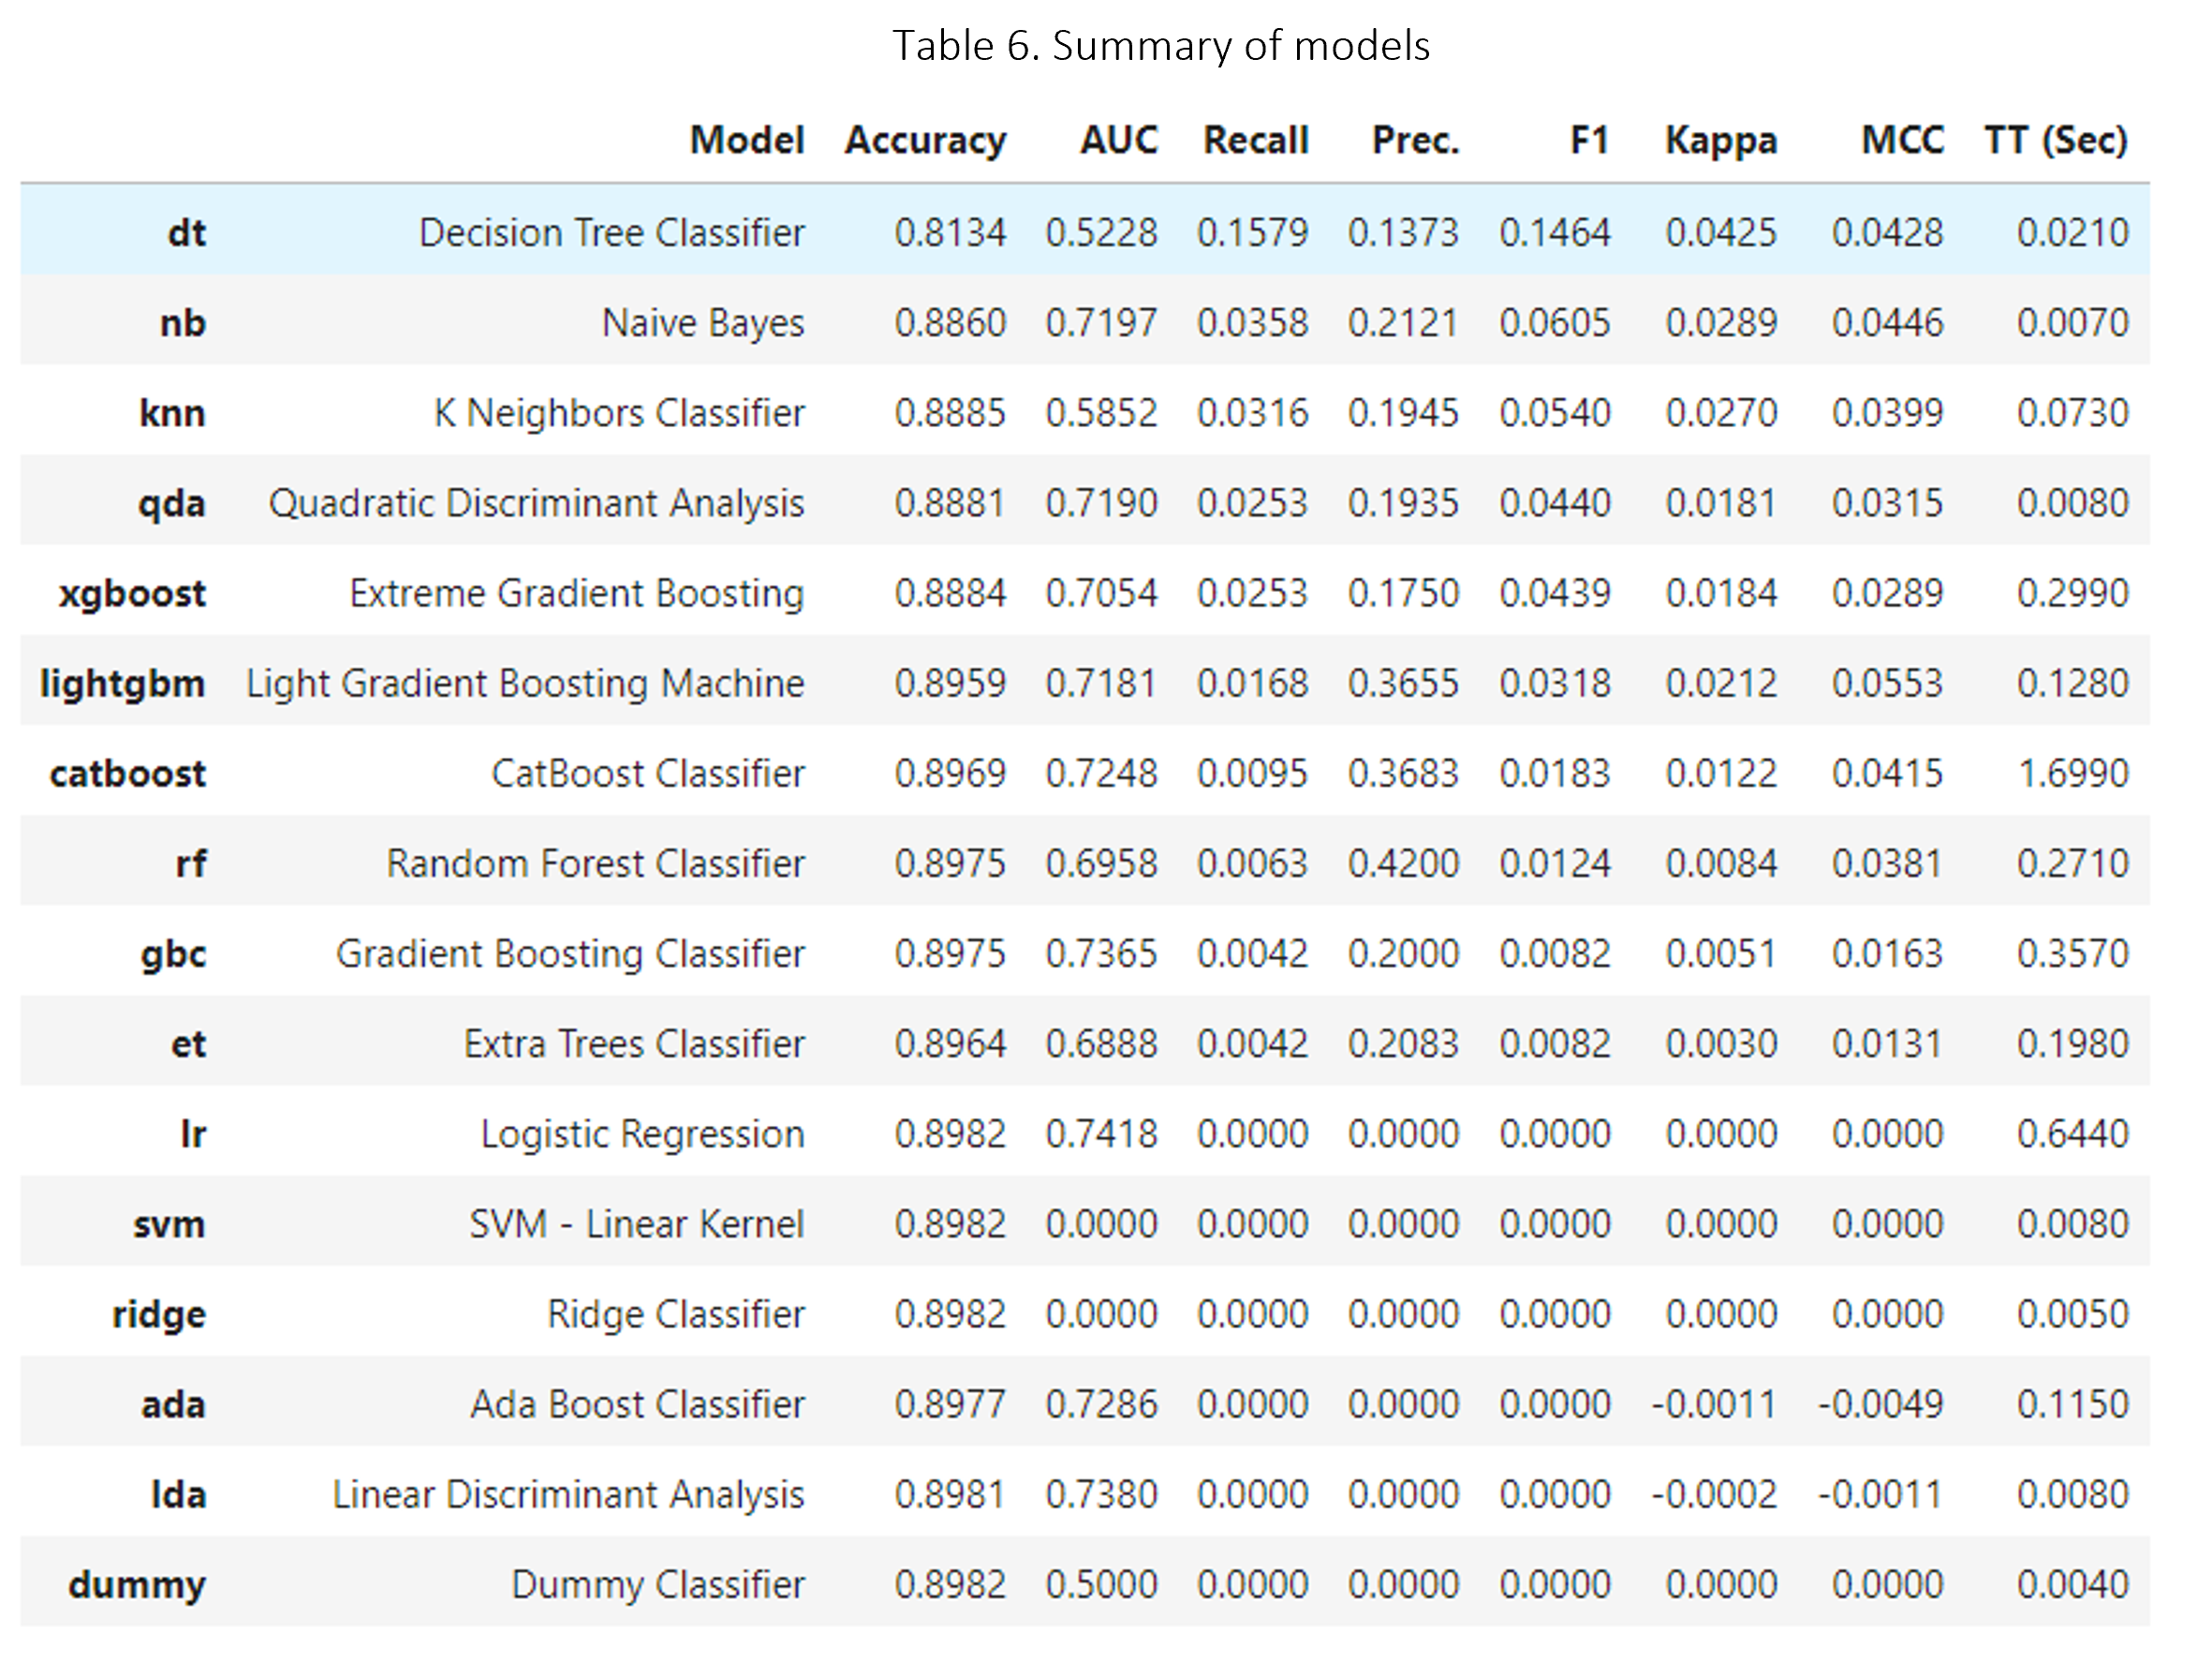 Table 6. Summary of models
Model Accuracy AUC Recall Prec. F1 Kappa MCC TT (Sec)
dt Decision Tree Classifier 0.8134 0.5228 0.1579 0.1373 0.1464 0.0425 0.0428 0.0210
nb Naive Bayes 0.8860 0.7197 0.0358 0.2121 0.0605 0.0289 0.0446 0.0070
knn K Neighbors Classifier 0.8885 0.5852 0.0316 0.1945 0.0540 0.0270 0.0399 0.0730
qda Quadratic Discriminant Analysis 0.8881 0.7190 0.0253 0.1935 0.0440 0.0181 0.0315 0.0080
xgboost Extreme Gradient Boosting 0.8884 0.7054 0.0253 0.1750 0.0439 0.0184 0.0289 0.2990
lightgbm Light Gradient Boosting Machine 0.8959 0.7181 0.0168 0.3655 0.0318 0.0212 0.0553 0.1280
catboost CatBoost Classifier 0.8969 0.7248 0.0095 0.3683 0.0183 0.0122 0.0415 1.6990
rf Random Forest Classifier 0.8975 0.6958 0.0063 0.4200 0.0124 0.0084 0.0381 0.2710
gbc Gradient Boosting Classifier 0.8975 0.7365 0.0042 0.2000 0.0082 0.0051 0.0163 0.3570
et Extra Trees Classifier 0.8964 0.6888 0.0042 0.2083 0.0082 0.0030 0.0131 0.1980
lr Logistic Regression 0.8982 0.7418 0.0000 0.0000 0.0000 0.0000 0.0000 0.6440
svm SVM - Linear Kernel 0.8982 0.0000 0.0000 0.0000 0.0000 0.0000 0.0000 0.0080
ridge Ridge Classifier 0.8982 0.0000 0.0000 0.0000 0.0000 0.0000 0.0000 0.0050
ada Ada Boost Classifier 0.8977 0.7286 0.0000 0.0000 0.0000 -0.0011 -0.0049 0.1150
lda Linear Discriminant Analysis 0.8981 0.7380 0.0000 0.0000 0.0000 -0.0002 -0.0011 0.0080
dummy Dummy Classifier 0.8982 0.5000 0.0000 0.0000 0.0000 0.0000 0.0000 0.0040